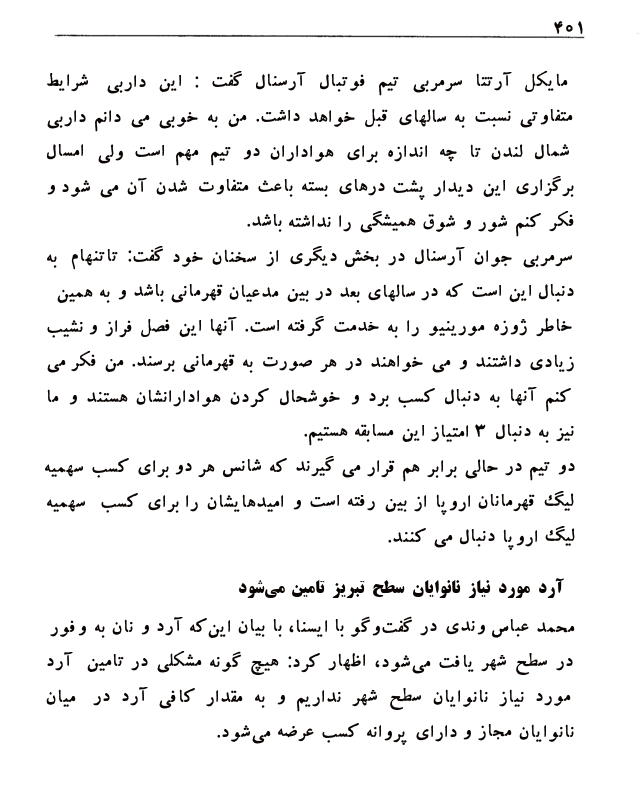 ۴۰۱
مایکل آرتتا سرمربی تیم فوتبال آرسنال گفت : این داربی شرایط
متفاوتی نسبت به سالهای قبل خواهد داشت. من به خوبی می دانم داربی
شمال لندن تا چه اندازه برای هواداران دو تیم مهم است ولی امسال
برگزاری این دیدار پشت درهای بسته باعث متفاوت شدن آن می شود و
فکر کنم شور و شوق همیشگی را نداشته باشد.
سرمربی جوان آرسنال در بخش دیگری از سخنان خود گفت: تاتنهام به
دنبال این است که در سالهای بعد در بین مدعیان قهرمانی باشد و به همین
خاطر ژوزه مورینیو را به خدمت گرفته است. آنها این فصل فراز و نشیب
زیادی داشتند و می خواهند در هر صورت به قهرمانی برسند. من فکر می
کنم آنها به دنبال کسب برد و خوشحال کردن هوادارانشان هستند و ما
نیز به دنبال ۳ امتیاز این مسابقه هستیم.
دو تیم در حالی برابر هم قرار می گیرند که شانس هر دو برای کسب سهمیه
لیگ قهرمانان اروپا از بین رفته است و امیدهایشان را برای کسب سهمیه
لیگ اروپا دنبال می کنند.
آرد مورد نیاز نانوایان سطح تبریز تامین می‌شود
محمد عباس وندی در گفت‌وگو با ایسنا، با بیان این‌که آرد و نان به وفور
در سطح شهر یافت می‌شود، اظهار کرد: هیچ گونه مشکلی در تامین آرد
مورد نیاز نانوایان سطح شهر نداریم و به مقدار کافی آرد در میان
نانوایان مجاز و دارای پروانه کسب عرضه می‌شود.